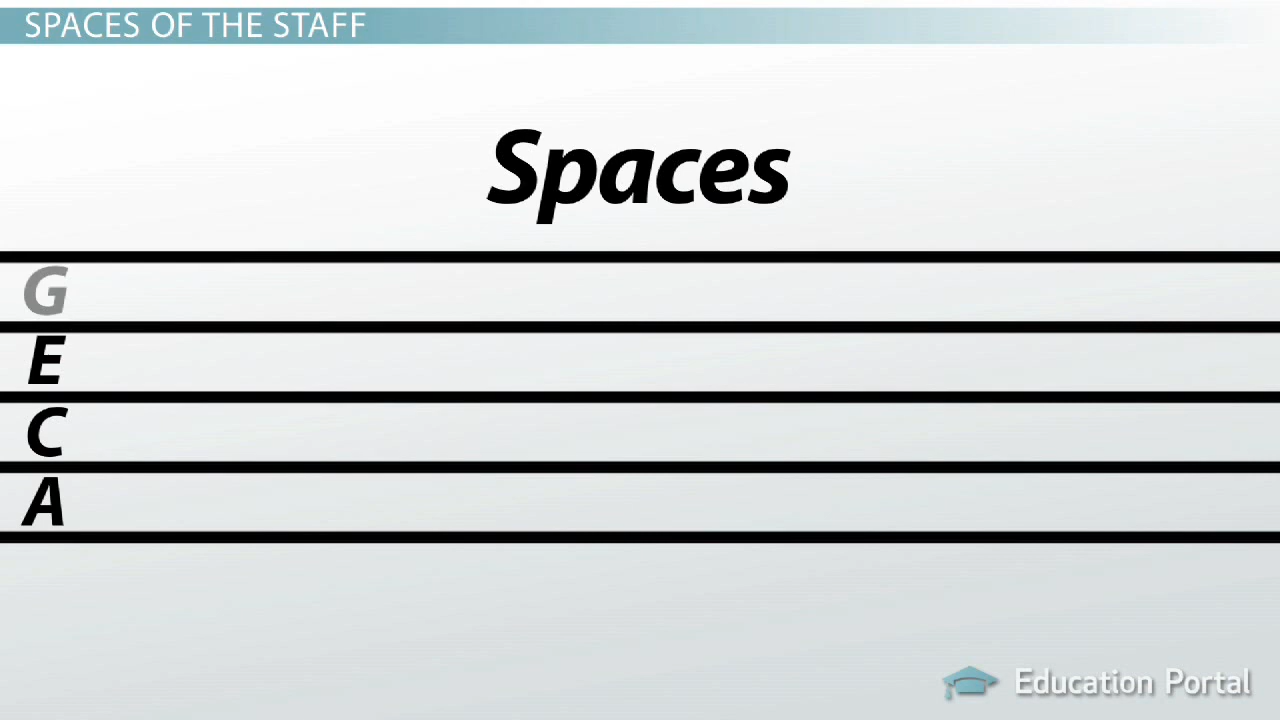 SPACES OF THE STAFF
Spaces
G
E
C
A
Education Portal